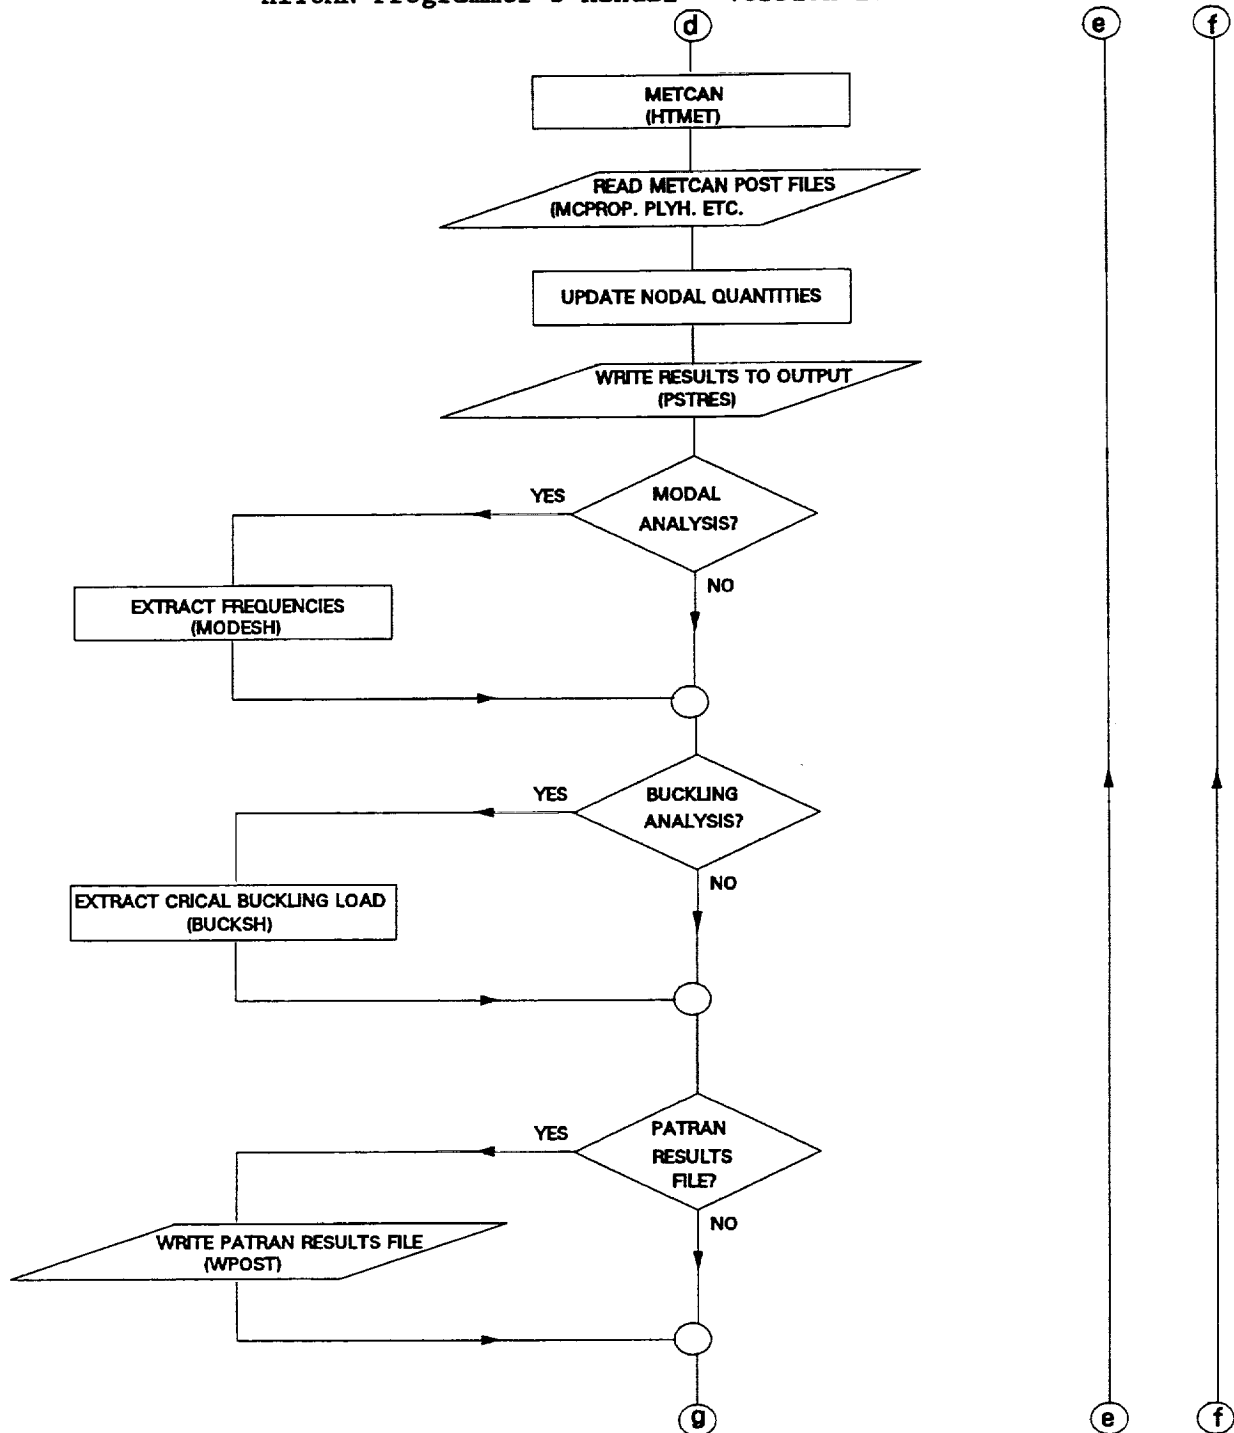 d
e
f
METCAN
(HTMET)
READ METCAN POST FILES
(MCPROP. PLYH. ETC.
UPDATE NODAL QUANTITIES
WRITE RESULTS TO OUTPUT
(PSTRES)
YES
MODAL
ANALYSIS?
NO
EXTRACT FREQUENCIES
(MODESH)
YES
BUCKLING
ANALYSIS?
NO
EXTRACT CRICAL BUCKLING LOAD
(BUCKSH)
YES
PATRAN
RESULTS
FILE?
NO
WRITE PATRAN RESULTS FILE
(WPOST)
g
e
f